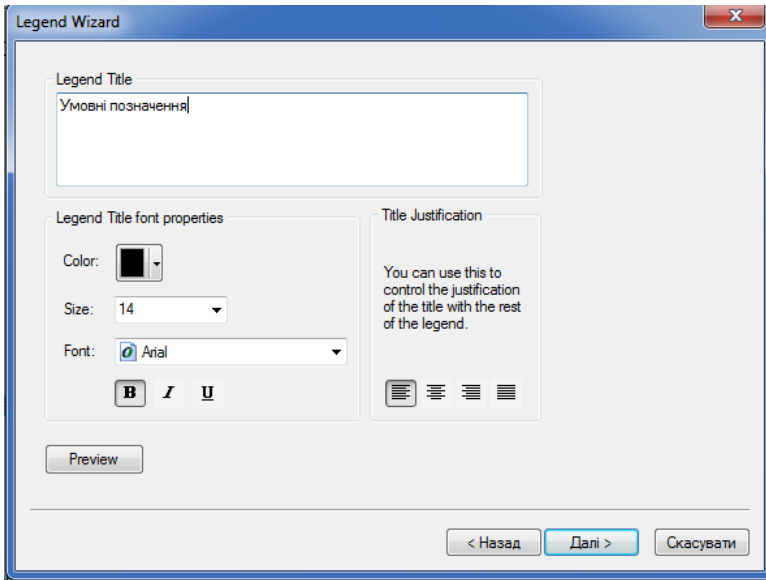 Legend Wizard
Legend Title
Умовні позначення
Legend Title font properties
Color:
Size: 14
Font: Arial
B I U
Title Justification
You can use this to
control the justification
of the title with the rest
of the legend.
Preview
< Назад Далі > Скасувати